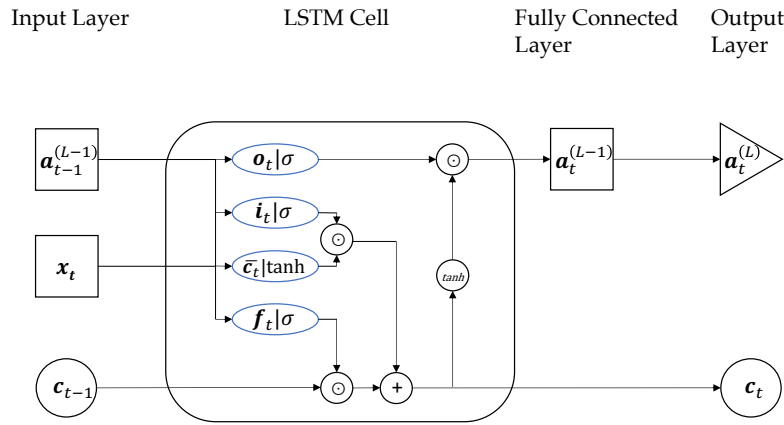 Input Layer
LSTM Cell
Fully Connected
Layer
Output
Layer
a_{t-1}^{(L-1)}
o_t|σ
⊙
a_t^{(L-1)}
a_t^{(L)}
i_t|σ
⊙
x_t
c̄_t|tanh
tanh
f_t|σ
c_{t-1}
⊙
+
c_t